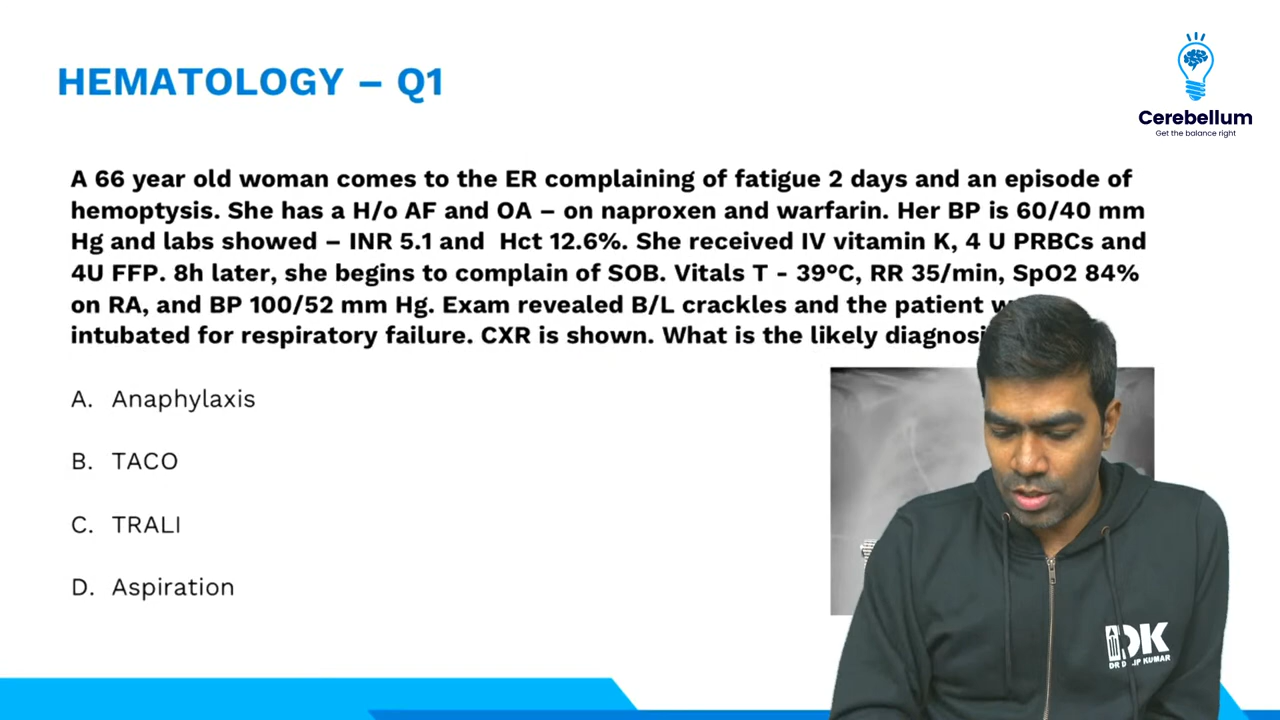 HEMATOLOGY – Q1
Cerebellum
Get the balance right
A 66 year old woman comes to the ER complaining of fatigue 2 days and an episode of
hemoptysis. She has a H/o AF and OA – on naproxen and warfarin. Her BP is 60/40 mm
Hg and labs showed – INR 5.1 and Hct 12.6%. She received IV vitamin K, 4 U PRBCs and
4U FFP. 8h later, she begins to complain of SOB. Vitals T - 39°C, RR 35/min, SpO2 84%
on RA, and BP 100/52 mm Hg. Exam revealed B/L crackles and the patient
intubated for respiratory failure. CXR is shown. What is the likely
A. Anaphylaxis
B. TACO
C. TRALI
D. Aspiration
DK
KUMAR